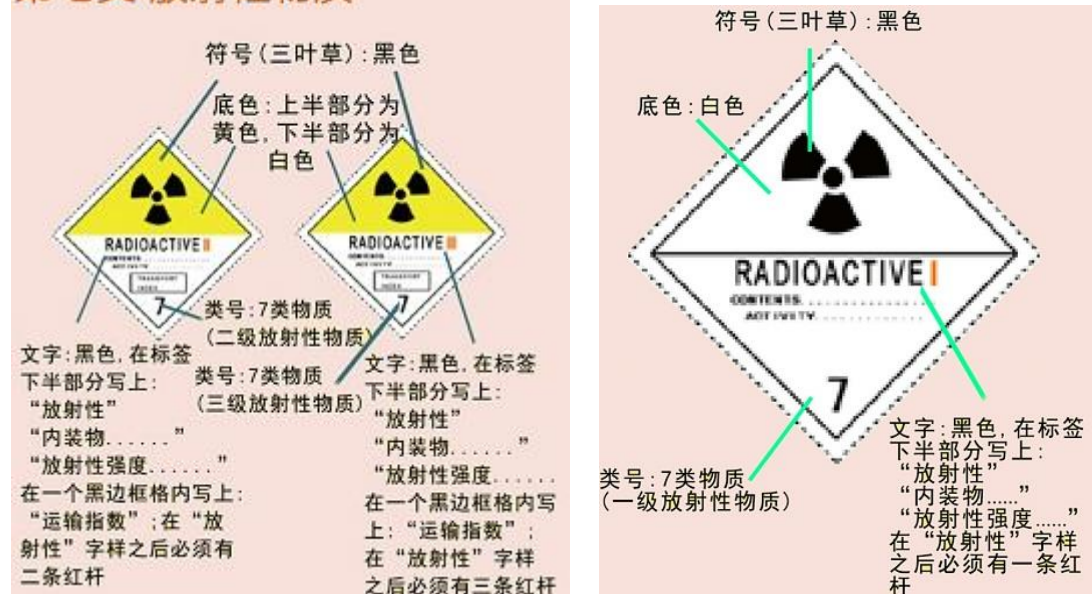 符号(三叶草):黑色
底色:上半部分为
黄色,下半部分为
白色
RADIOACTIVE II
CONTENTS
ACTIVITY
TRANSPORT
INDEX
7
RADIOACTIVE III
CONTENTS
ACTIVITY
TRANSPORT
INDEX
7
类号:7类物质
(二级放射性物质)
类号:7类物质
(三级放射性物质)
文字:黑色,在标签
下半部分写上:
“放射性”
“内装物......”
“放射性强度......”
在一个黑边框格内写上:
“运输指数”;在“放
射性”字样之后必须有
二条红杆
文字:黑色,在标签
下半部分写上:
“放射性”
“内装物......”
“放射性强度......
在一个黑边框格内写
上:“运输指数”;
在“放射性”字样
之后必须有三条红杆
符号(三叶草):黑色
底色:白色
RADIOACTIVE I
CONTENTS
ACTIVITY
7
类号:7类物质
(一级放射性物质)
文字:黑色,在标签
下半部分写上:
“放射性”
“内装物......”
“放射性强度......”
在“放射性”字样
之后必须有一条红
杆